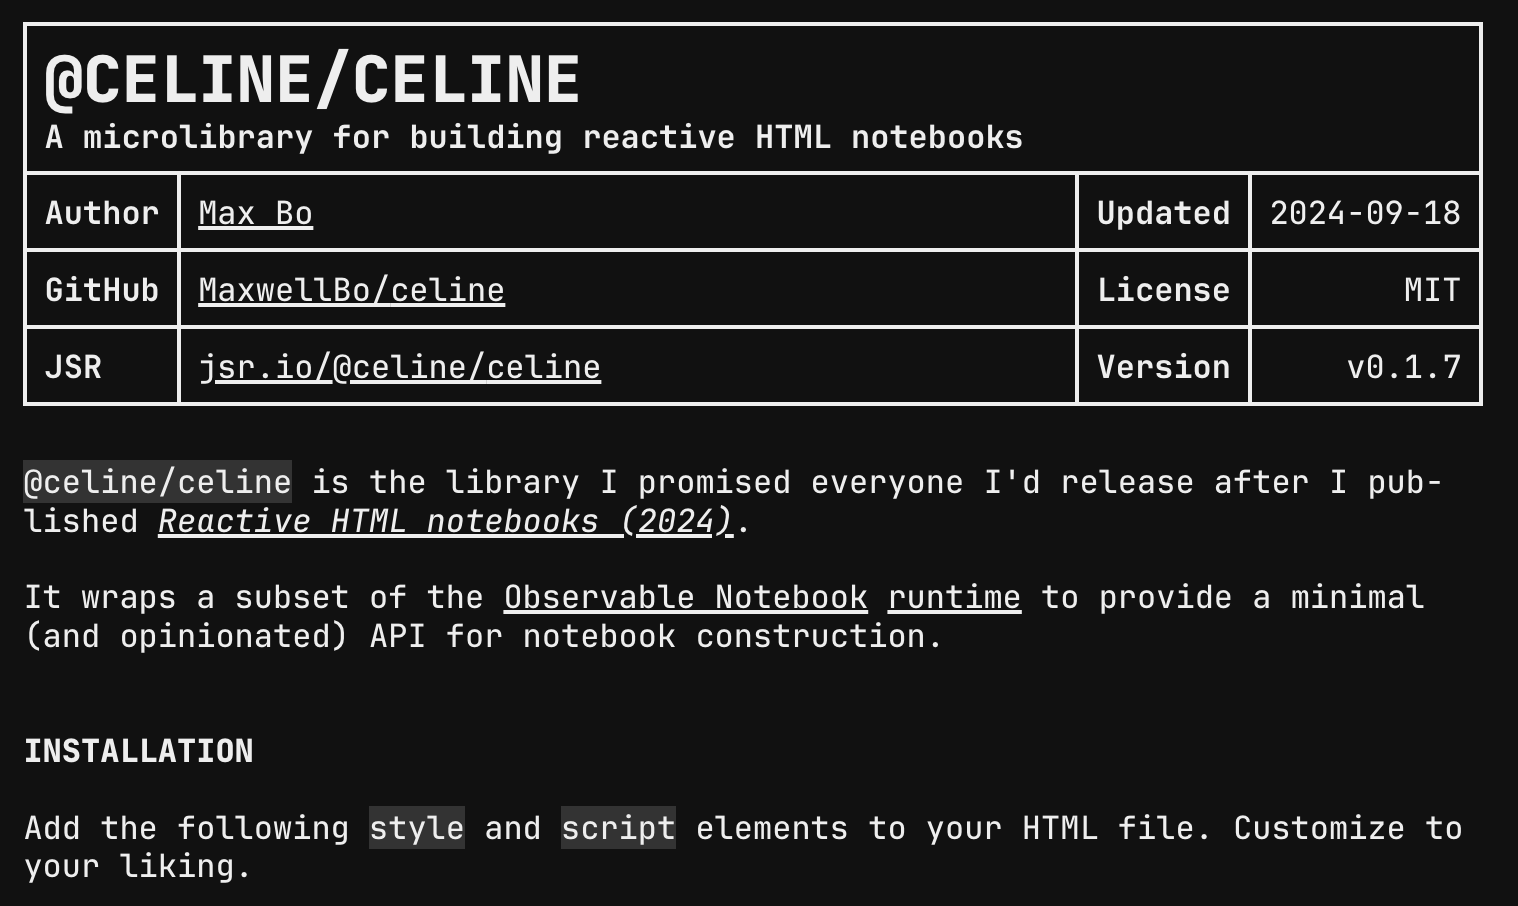 @CELINE/CELINE
A microlibrary for building reactive HTML notebooks
Author Max Bo Updated 2024-09-18
GitHub MaxwellBo/celine License MIT
JSR jsr.io/@celine/celine Version v0.1.7
@celine/celine is the library I promised everyone I'd release after I pub-
lished Reactive HTML notebooks (2024).
It wraps a subset of the Observable Notebook runtime to provide a minimal
(and opinionated) API for notebook construction.
INSTALLATION
Add the following style and script elements to your HTML file. Customize to
your liking.